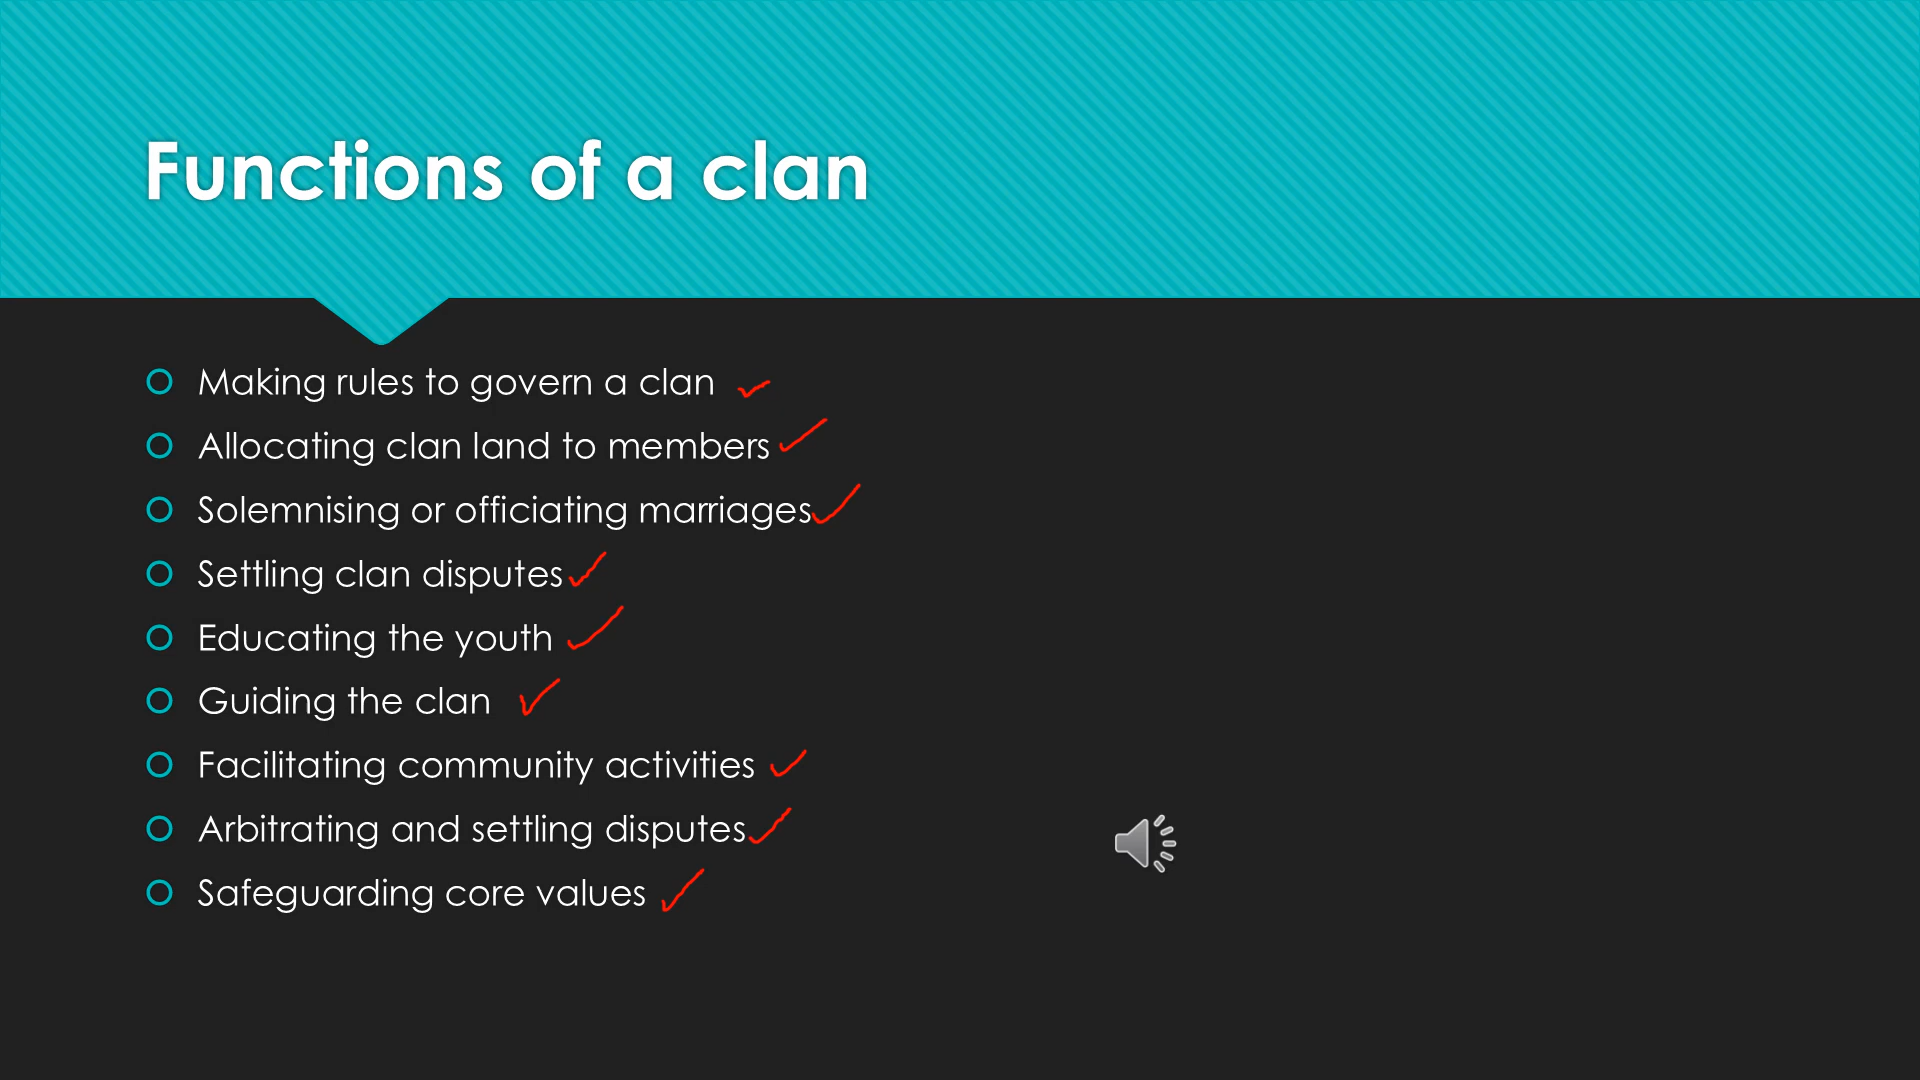 Functions of a clan
Making rules to govern a clan
Allocating clan land to members
Solemnising or officiating marriages
Settling clan disputes
Educating the youth
Guiding the clan
Facilitating community activities
Arbitrating and settling disputes
Safeguarding core values